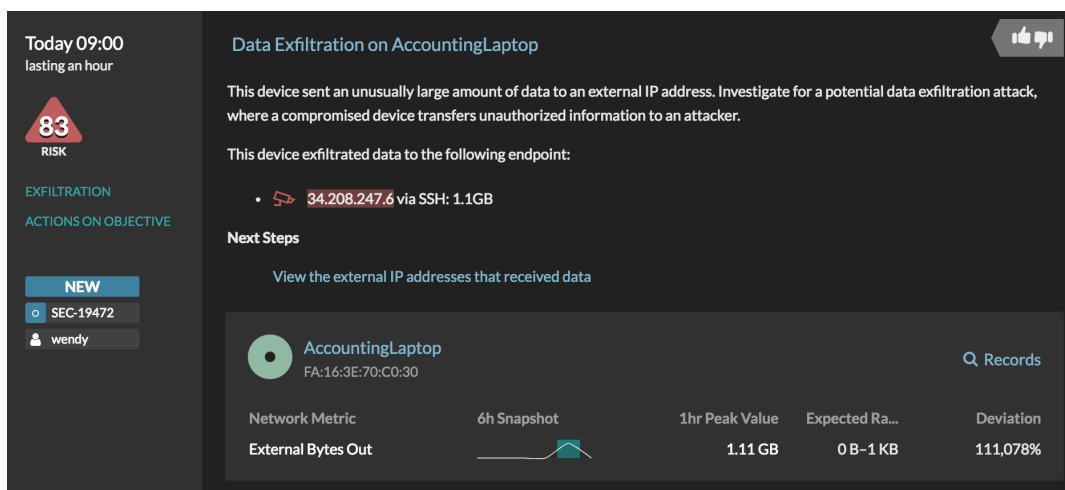 Today 09:00
lasting an hour
83
RISK
EXFILTRATION
ACTIONS ON OBJECTIVE
NEW
SEC-19472
wendy
Data Exfiltration on AccountingLaptop
This device sent an unusually large amount of data to an external IP address. Investigate for a potential data exfiltration attack,
where a compromised device transfers unauthorized information to an attacker.
This device exfiltrated data to the following endpoint:
• 34.208.247.6 via SSH: 1.1GB
Next Steps
View the external IP addresses that received data
AccountingLaptop
FA:16:3E:70:C0:30
Records
Network Metric 6h Snapshot 1hr Peak Value Expected Ra... Deviation
External Bytes Out 1.11 GB 0 B–1 KB 111,078%